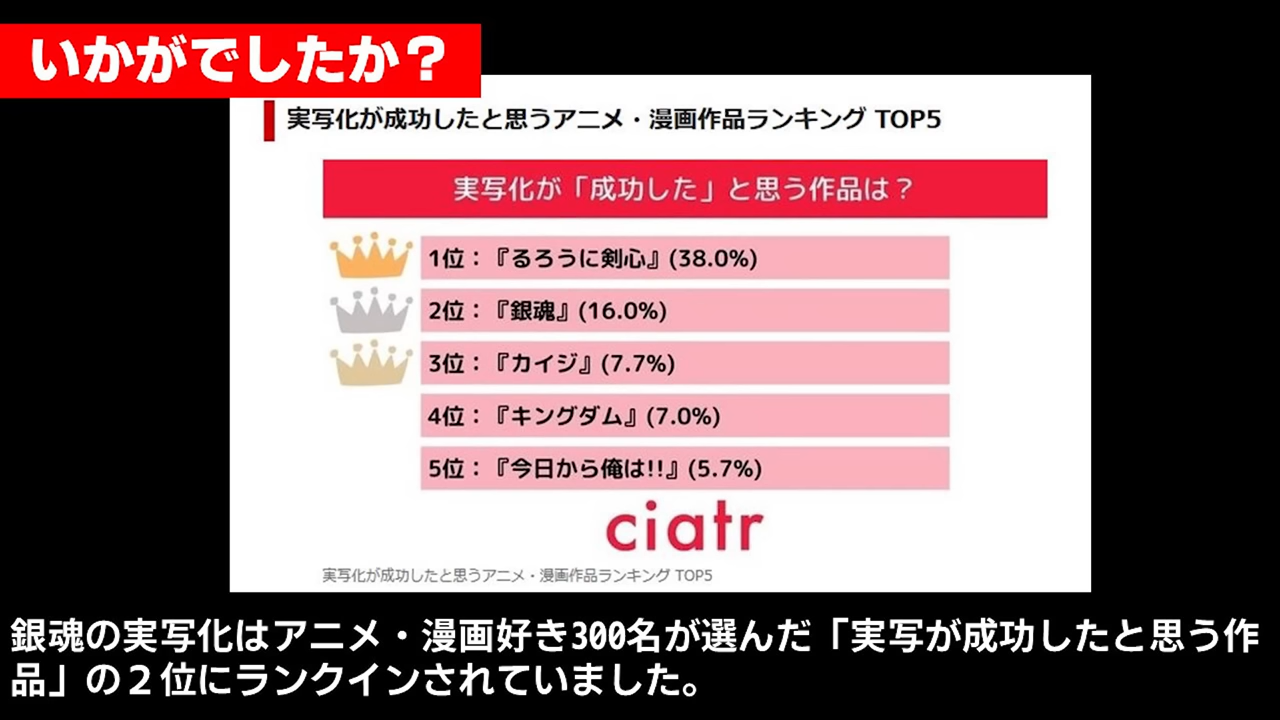 いかがでしたか？
実写化が成功したと思うアニメ・漫画作品ランキング TOP5
実写化が「成功した」と思う作品は？
1位：『るろうに剣心』(38.0%)
2位：『銀魂』(16.0%)
3位：『カイジ』(7.7%)
4位：『キングダム』(7.0%)
5位：『今日から俺は!!』(5.7%)
ciatr
実写化が成功したと思うアニメ・漫画作品ランキング TOP5
銀魂の実写化はアニメ・漫画好き300名が選んだ「実写が成功したと思う作
品」の２位にランクインされていました。